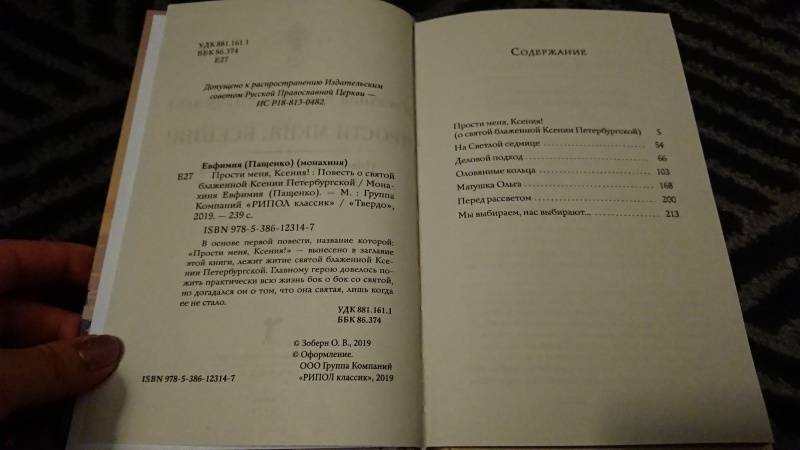 УДК 881.161.1
ББК 86.374
Е27
Допущено к распространению Издательским
советом Русской Православной Церкви —
ИС Р18-813-0482.
Евфимия (Пащенко) (монахиня)
Е27 Прости меня, Ксения! : Повесть о святой
блаженной Ксении Петербургской / Мона-
хиня Евфимия (Пащенко). — М. : Группа
Компаний «РИПОЛ классик» / «Твердо»,
2019. — 239 с.
ISBN 978-5-386-12314-7
В основе первой повести, название которой:
«Прости меня, Ксения!» — вынесено в заглавие
этой книги, лежит житие святой блаженной Ксе-
нии Петербургской. Главному герою довелось по-
жить практически всю жизнь бок о бок со святой,
но догадался он о том, что она святая, лишь когда
ее не стало.
УДК 881.161.1
ББК 86.374
© Зоберн О. В., 2019
© Оформление.
ООО Группа Компаний
«РИПОЛ классик», 2019
ISBN 978-5-386-12314-7
Содержание
Прости меня, Ксения!
(о святой блаженной Ксении Петербургской) 5
На Светлой седмице 54
Деловой подход 66
Оловянные кольца 103
Матушка Ольга 168
Перед рассветом 200
Мы выбираем, нас выбирают... 213